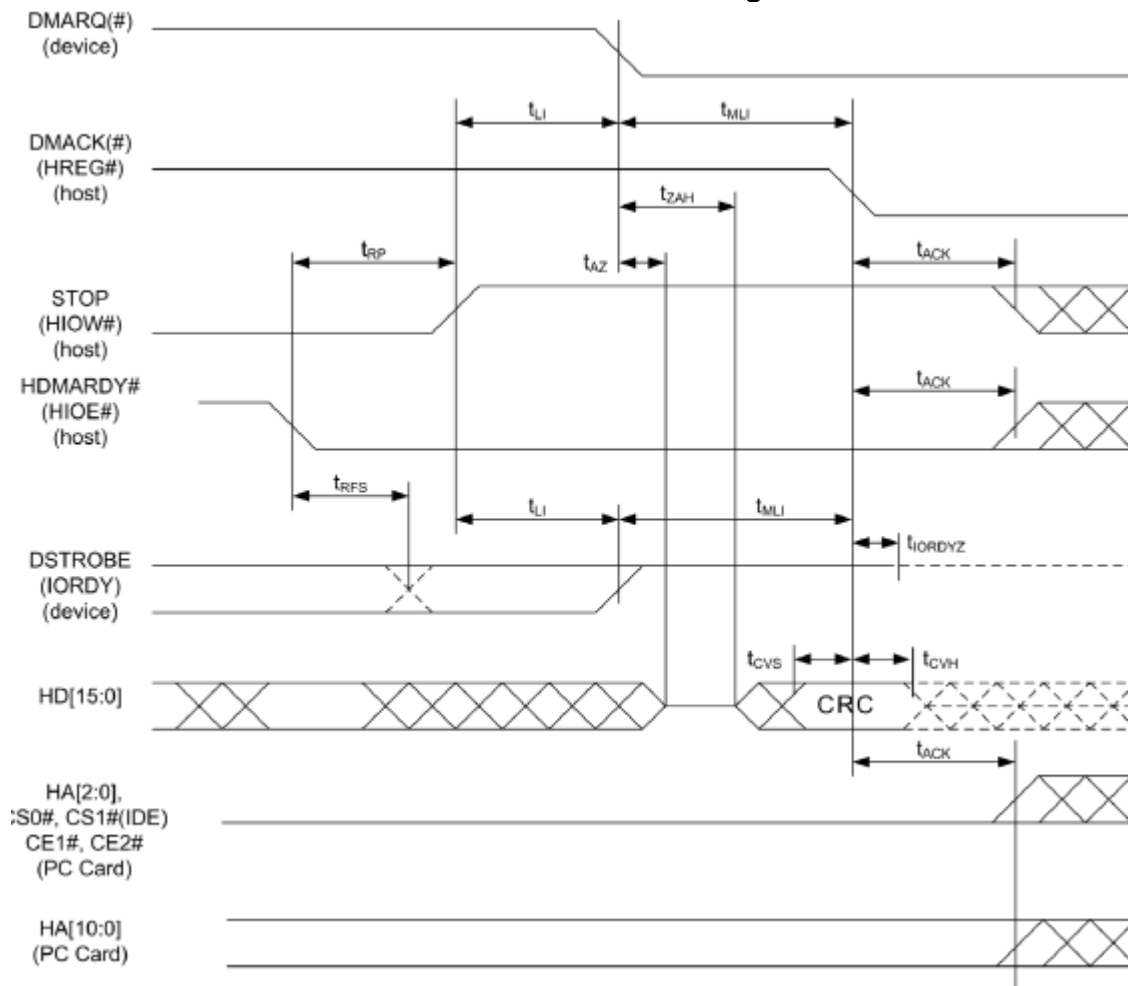 DMARQ(#)
(device)
tLI
tMLI
DMACK(#)
(HREG#)
(host)
tZAH
tRP
tAZ
tACK
STOP
(HIOW#)
(host)
HDMARDY#
(HIOE#)
(host)
tACK
tRFS
tLI
tMLI
tIORDYZ
DSTROBE
(IORDY)
(device)
tCVS
tCVH
HD[15:0]
CRC
tACK
HA[2:0],
CS0#, CS1#(IDE)
CE1#, CE2#
(PC Card)
HA[10:0]
(PC Card)